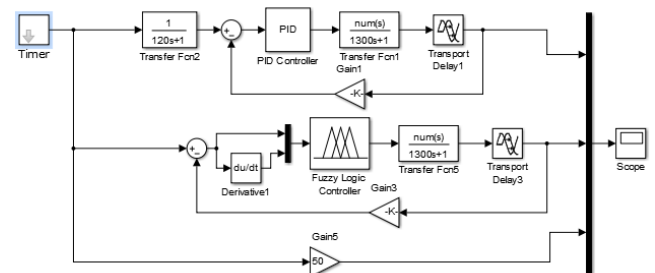 Timer
1
120s+1
Transfer Fcn2
PID
PID Controller
num(s)
1300s+1
Transfer Fcn1
Gain1
-K-
Transport
Delay1
du/dt
Derivative1
Fuzzy Logic
Controller
num(s)
1300s+1
Transfer Fcn5
Transport
Delay3
Gain3
-K-
Scope
Gain5
50